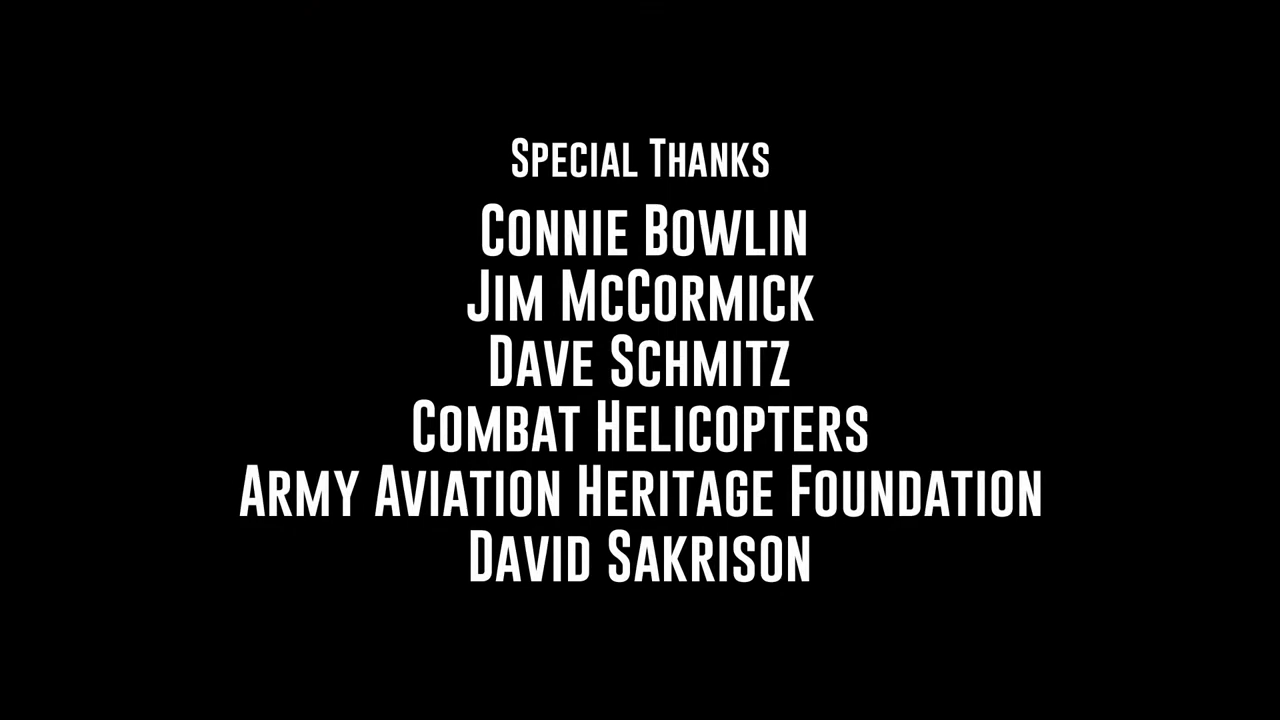 Special Thanks
Connie Bowlin
Jim McCormick
Dave Schmitz
Combat Helicopters
Army Aviation Heritage Foundation
David Sakrison